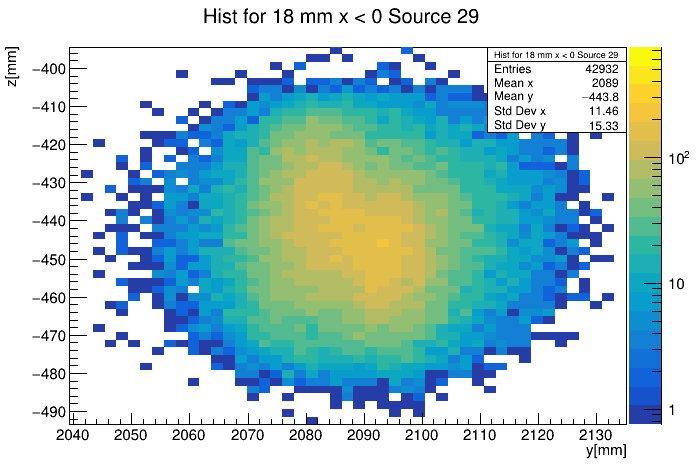 Hist for 18 mm x < 0 Source 29
z[mm]
Hist for 18 mm x < 0 Source 29
Entries 42932
Mean x 2089
Mean y −443.8
Std Dev x 11.46
Std Dev y 15.33
−400
−410
−420
−430
−440
−450
−460
−470
−480
−490
10²
10
1
2040 2050 2060 2070 2080 2090 2100 2110 2120 2130
y[mm]